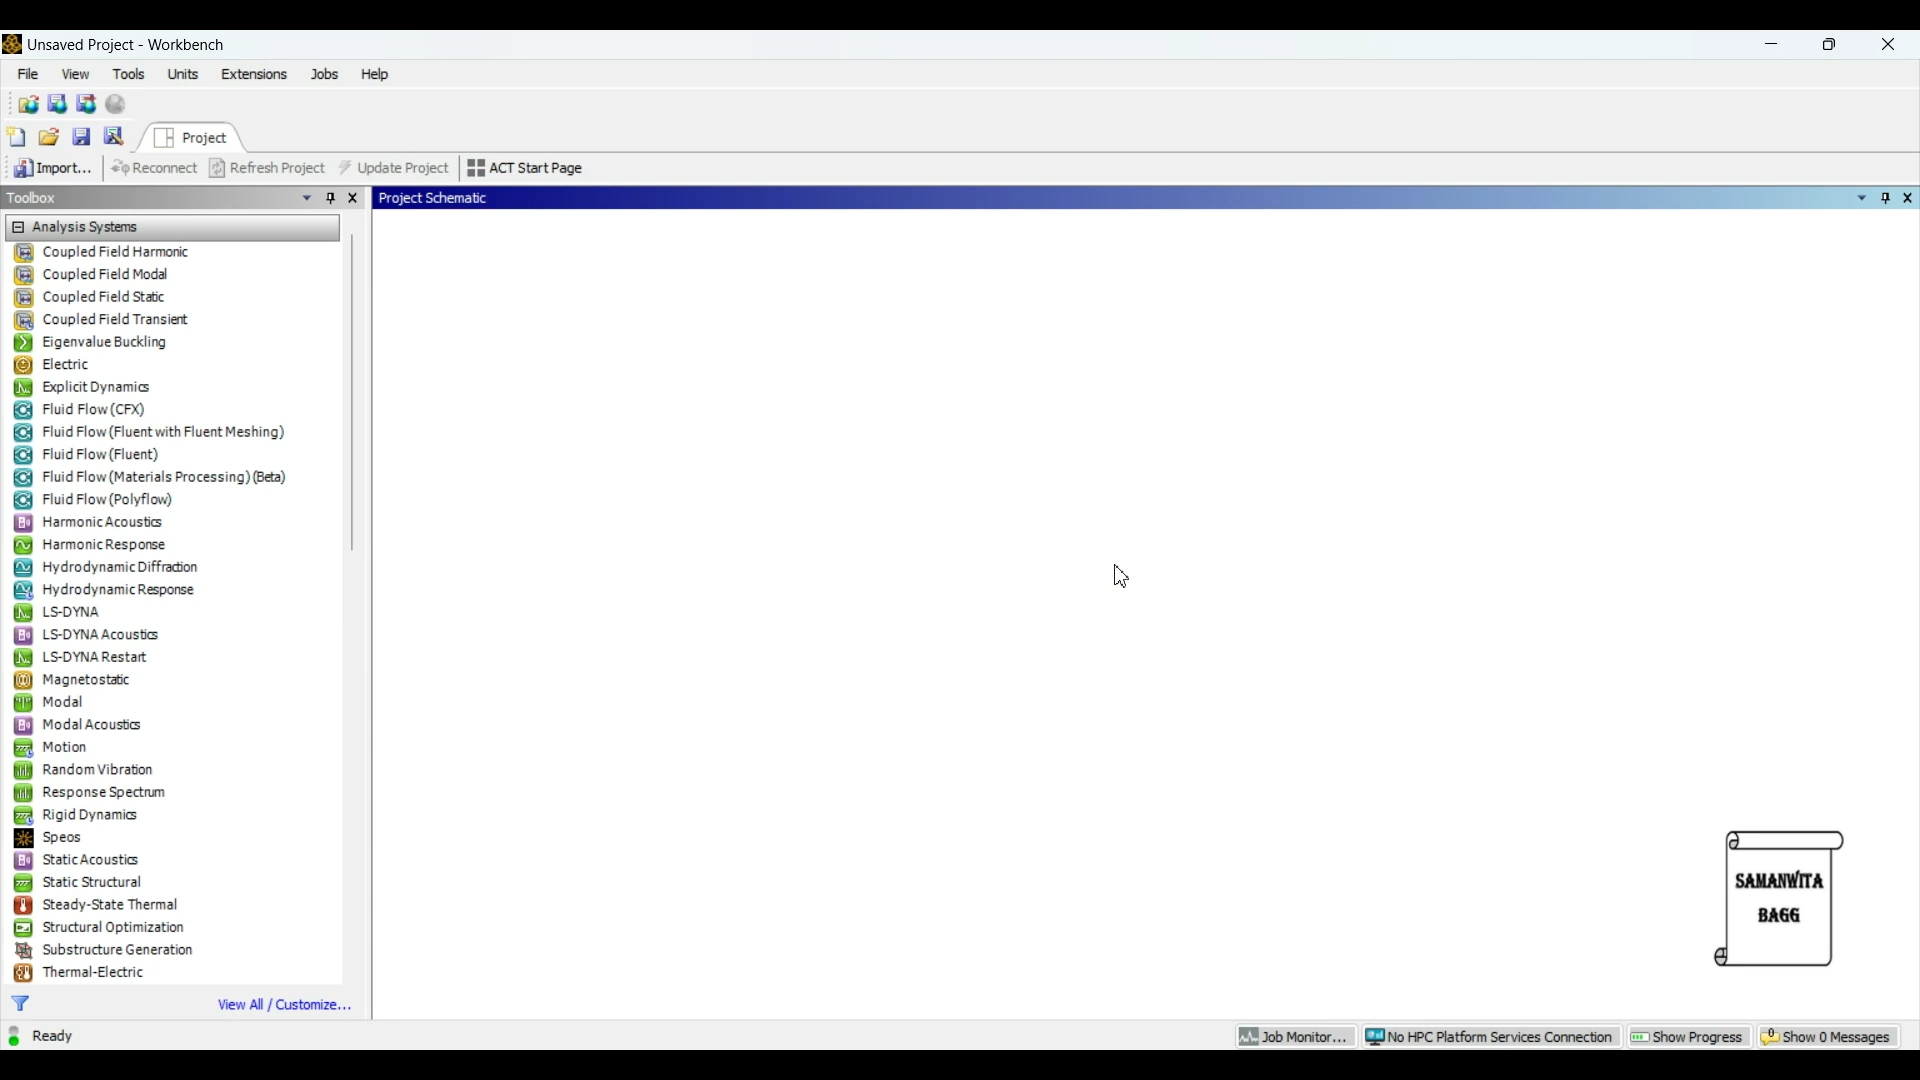 Unsaved Project - Workbench
File View Tools Units Extensions Jobs Help
Project
Import... Reconnect Refresh Project Update Project ACT Start Page
Toolbox
Project Schematic
Analysis Systems
Coupled Field Harmonic
Coupled Field Modal
Coupled Field Static
Coupled Field Transient
Eigenvalue Buckling
Electric
Explicit Dynamics
Fluid Flow (CFX)
Fluid Flow (Fluent with Fluent Meshing)
Fluid Flow (Fluent)
Fluid Flow (Materials Processing) (Beta)
Fluid Flow (Polyflow)
Harmonic Acoustics
Harmonic Response
Hydrodynamic Diffraction
Hydrodynamic Response
LS-DYNA
LS-DYNA Acoustics
LS-DYNA Restart
Magnetostatic
Modal
Modal Acoustics
Motion
Random Vibration
Response Spectrum
Rigid Dynamics
Speos
Static Acoustics
Static Structural
Steady-State Thermal
Structural Optimization
Substructure Generation
Thermal-Electric
View All / Customize...
SAMANWITA
BAGG
Ready
Job Monitor... No HPC Platform Services Connection Show Progress Show 0 Messages